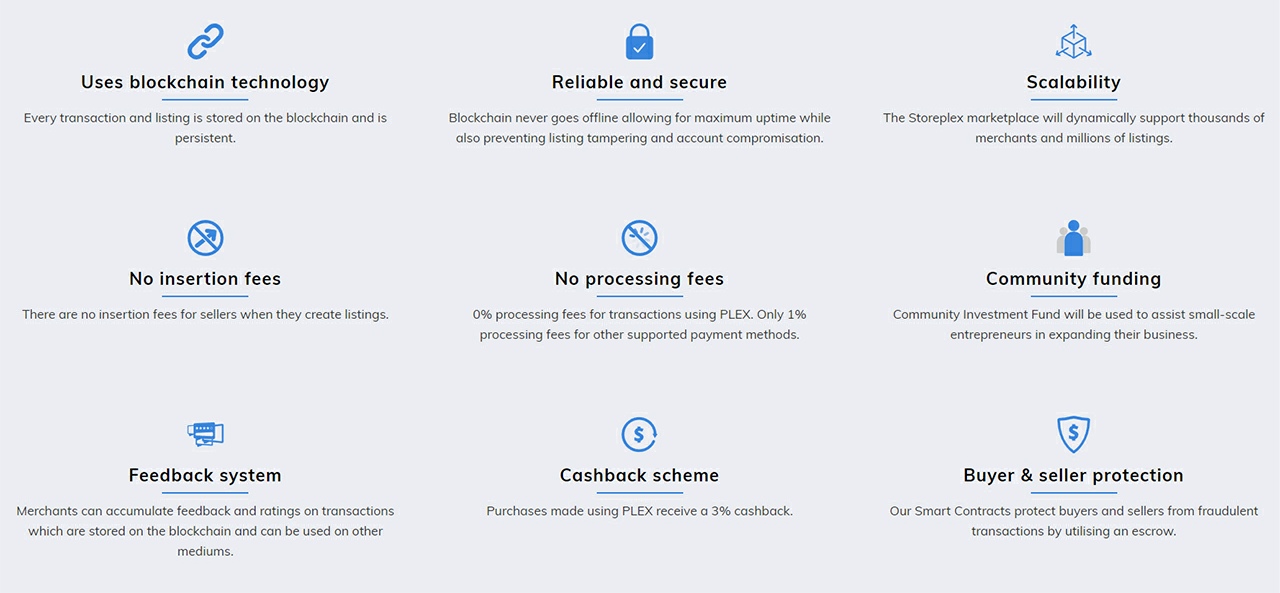 Uses blockchain technology
Every transaction and listing is stored on the blockchain and is
persistent.
Reliable and secure
Blockchain never goes offline allowing for maximum uptime while
also preventing listing tampering and account compromisation.
Scalability
The Storeplex marketplace will dynamically support thousands of
merchants and millions of listings.
No insertion fees
There are no insertion fees for sellers when they create listings.
No processing fees
0% processing fees for transactions using PLEX. Only 1%
processing fees for other supported payment methods.
Community funding
Community Investment Fund will be used to assist small-scale
entrepreneurs in expanding their business.
Feedback system
Merchants can accumulate feedback and ratings on transactions
which are stored on the blockchain and can be used on other
mediums.
Cashback scheme
Purchases made using PLEX receive a 3% cashback.
Buyer & seller protection
Our Smart Contracts protect buyers and sellers from fraudulent
transactions by utilising an escrow.